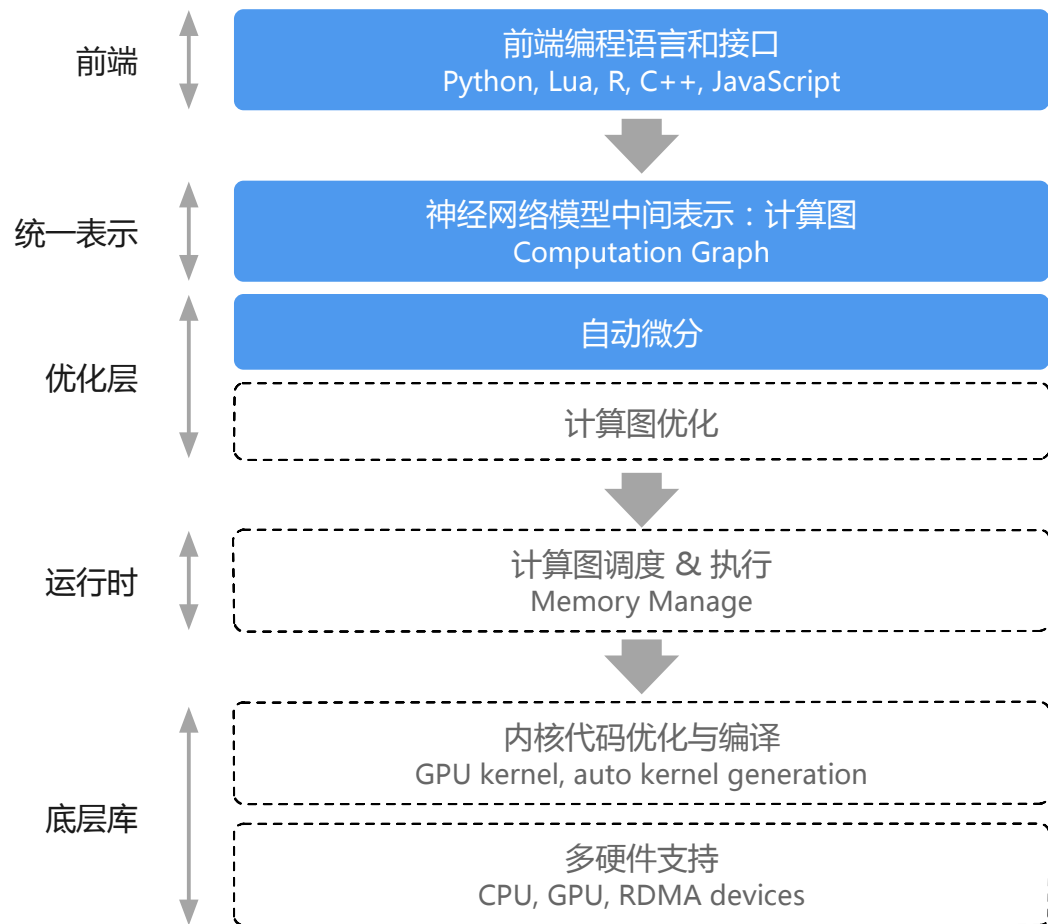 前端
前端编程语言和接口
Python, Lua, R, C++, JavaScript
统一表示
神经网络模型中间表示：计算图
Computation Graph
优化层
自动微分
计算图优化
运行时
计算图调度 & 执行
Memory Manage
底层库
内核代码优化与编译
GPU kernel, auto kernel generation
多硬件支持
CPU, GPU, RDMA devices